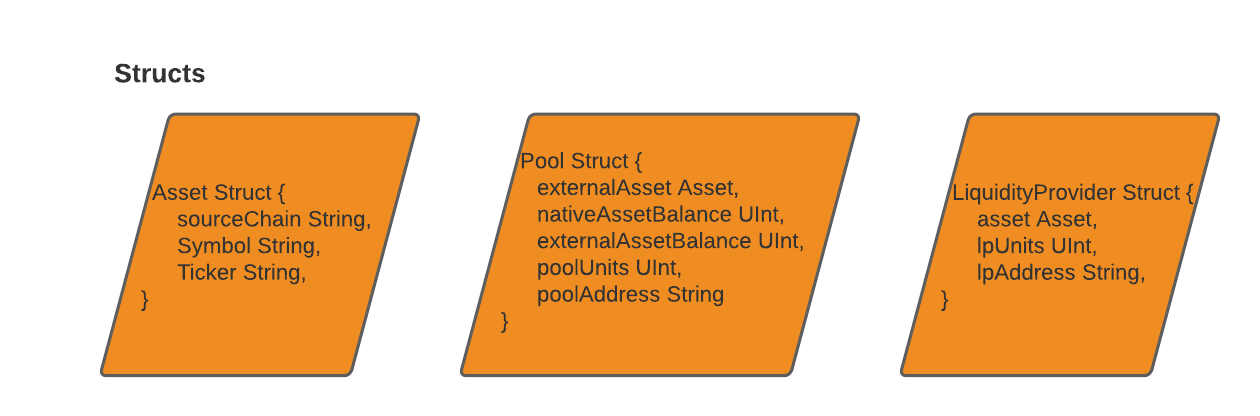 Structs
Asset Struct {
sourceChain String,
Symbol String,
Ticker String,
}
Pool Struct {
externalAsset Asset,
nativeAssetBalance UInt,
externalAssetBalance UInt,
poolUnits UInt,
poolAddress String
}
LiquidityProvider Struct {
asset Asset,
lpUnits UInt,
lpAddress String,
}